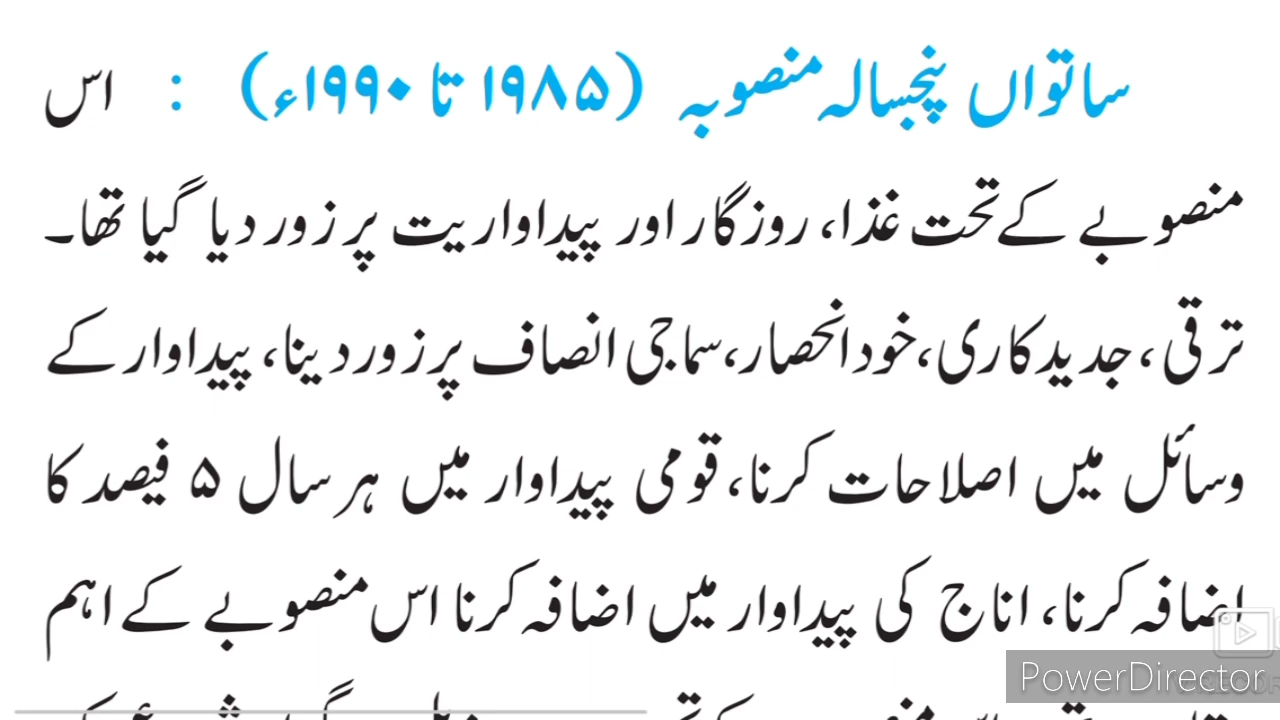 ساتواں پنجسالہ منصوبہ (۱۹۸۵ تا ۱۹۹۰ء) : اس
منصوبے کے تحت غذا، روزگار اور پیداواریت پر زور دیا گیا تھا۔
ترقی، جدید کاری، خود انحصار، سماجی انصاف پر زور دینا، پیداوار کے
وسائل میں اصلاحات کرنا، قومی پیداوار میں ہر سال ۵ فیصد کا
اضافہ کرنا، اناج کی پیداوار میں اضافہ کرنا اس منصوبے کے اہم
PowerDirector